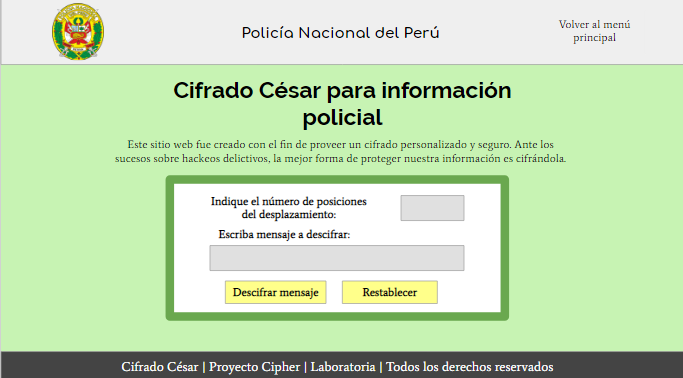 Policía Nacional del Perú
Volver al menú
principal
Cifrado César para información
policial
Este sitio web fue creado con el fin de proveer un cifrado personalizado y seguro. Ante los
sucesos sobre hackeos delictivos, la mejor forma de proteger nuestra información es cifrándola.
Indique el número de posiciones
del desplazamiento:
Escriba mensaje a descifrar:
Descifrar mensaje
Restablecer
Cifrado César | Proyecto Cipher | Laboratoria | Todos los derechos reservados